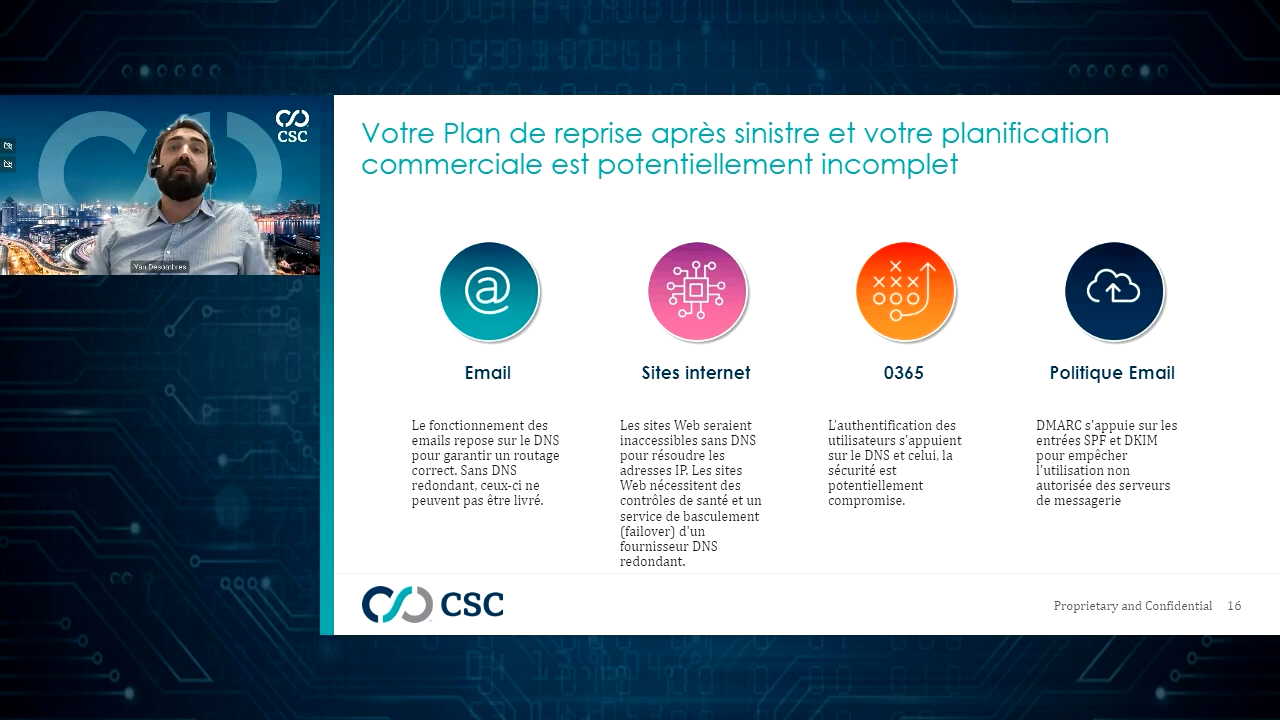 CSC
Yan Desombres
Votre Plan de reprise après sinistre et votre planification
commerciale est potentiellement incomplet
Email
Le fonctionnement des
emails repose sur le DNS
pour garantir un routage
correct. Sans DNS
redondant, ceux-ci ne
peuvent pas être livré.
Sites internet
Les sites Web seraient
inaccessibles sans DNS
pour résoudre les
adresses IP. Les sites
Web nécessitent des
contrôles de santé et un
service de basculement
(failover) d'un
fournisseur DNS
redondant.
0365
L'authentification des
utilisateurs s'appuient
sur le DNS et celui, la
sécurité est
potentiellement
compromise.
Politique Email
DMARC s'appuie sur les
entrées SPF et DKIM
pour empêcher
l'utilisation non
autorisée des serveurs
de messagerie
CSC
Proprietary and Confidential 16